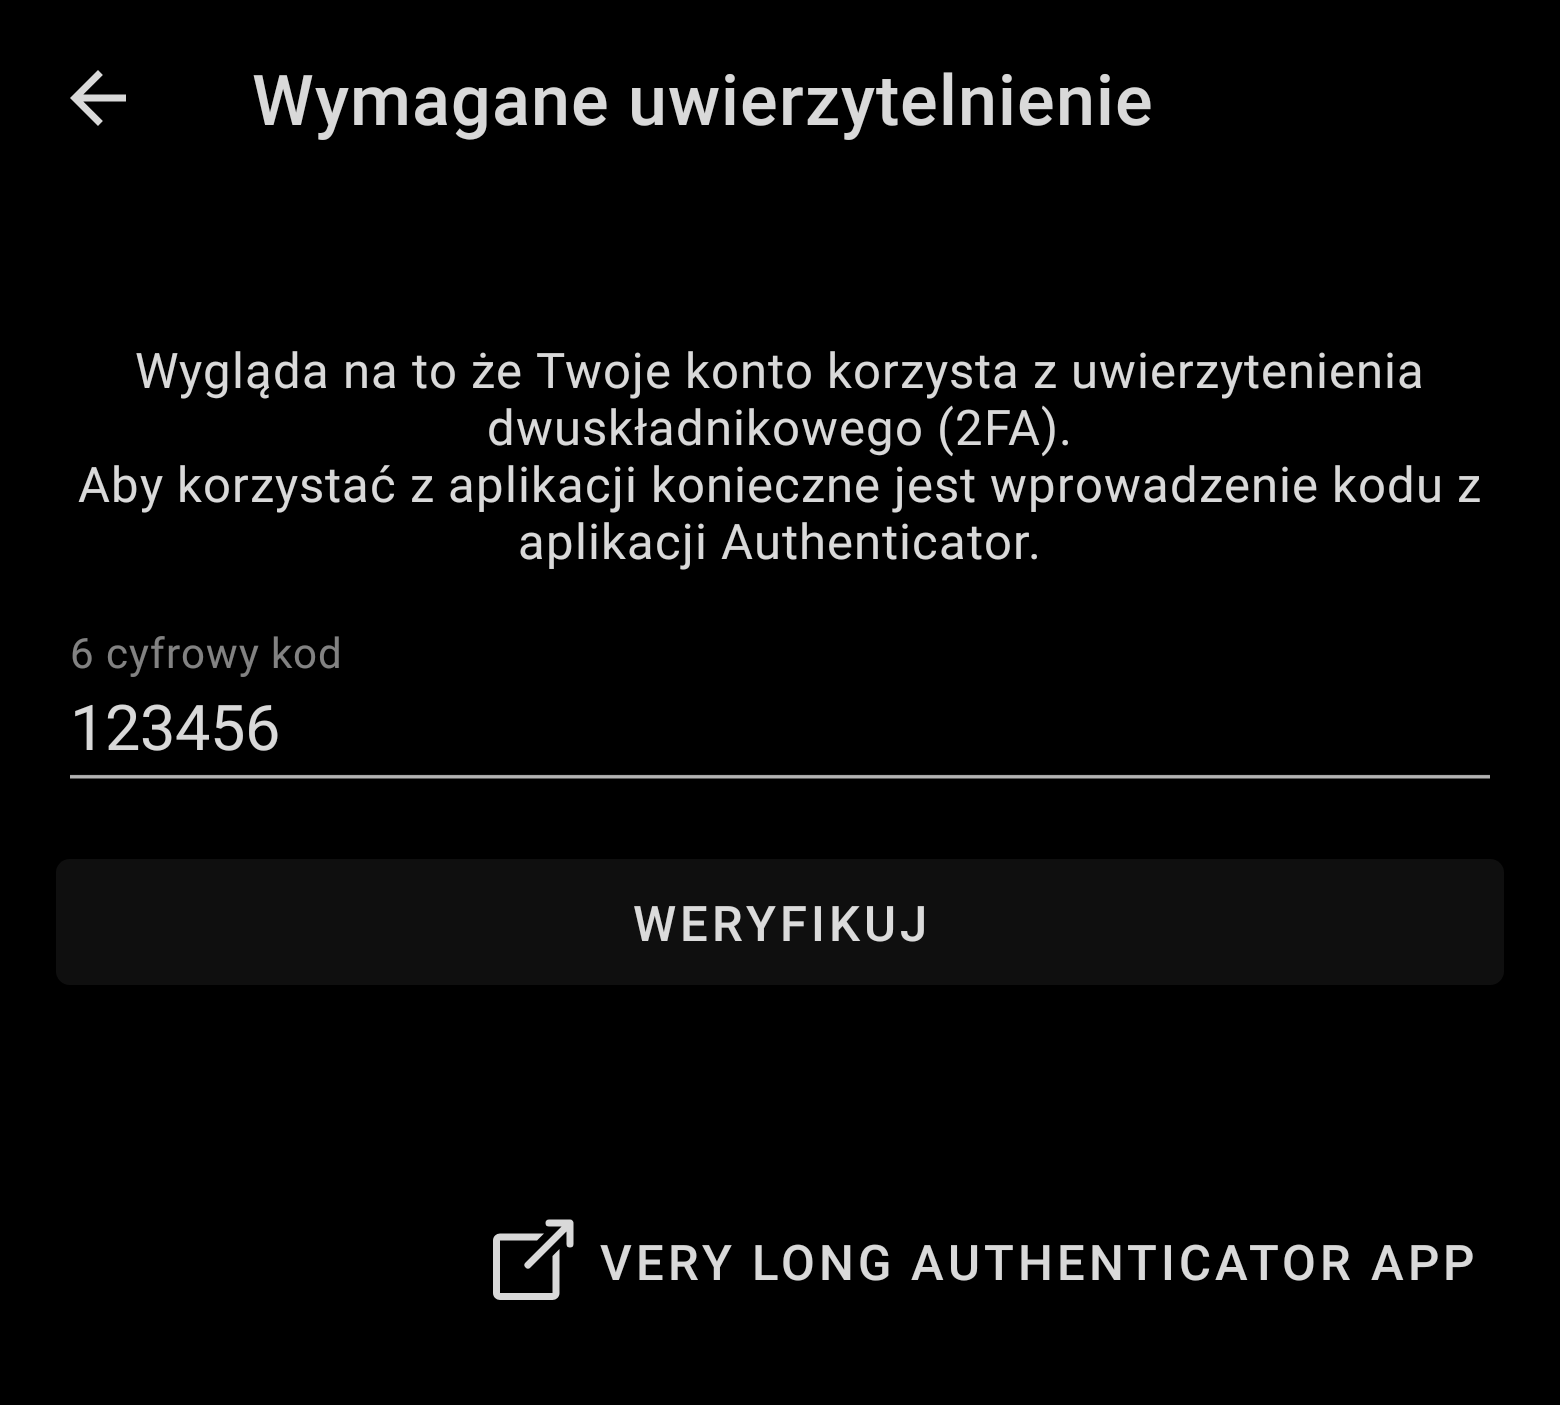 Wymagane uwierzytelnienie
Wygląda na to że Twoje konto korzysta z uwierzytenienia
dwuskładnikowego (2FA).
Aby korzystać z aplikacji konieczne jest wprowadzenie kodu z
aplikacji Authenticator.
6 cyfrowy kod
123456
WERYFIKUJ
VERY LONG AUTHENTICATOR APP